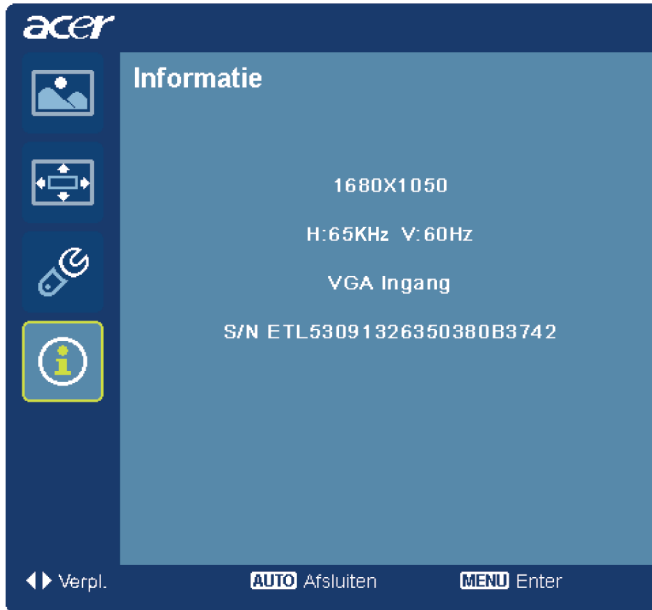 acer
Informatie
1680X1050
H:65KHz V:60Hz
VGA Ingang
S/N ETL53091326350380B3742
Verpl. AUTO Afsluiten MENU Enter